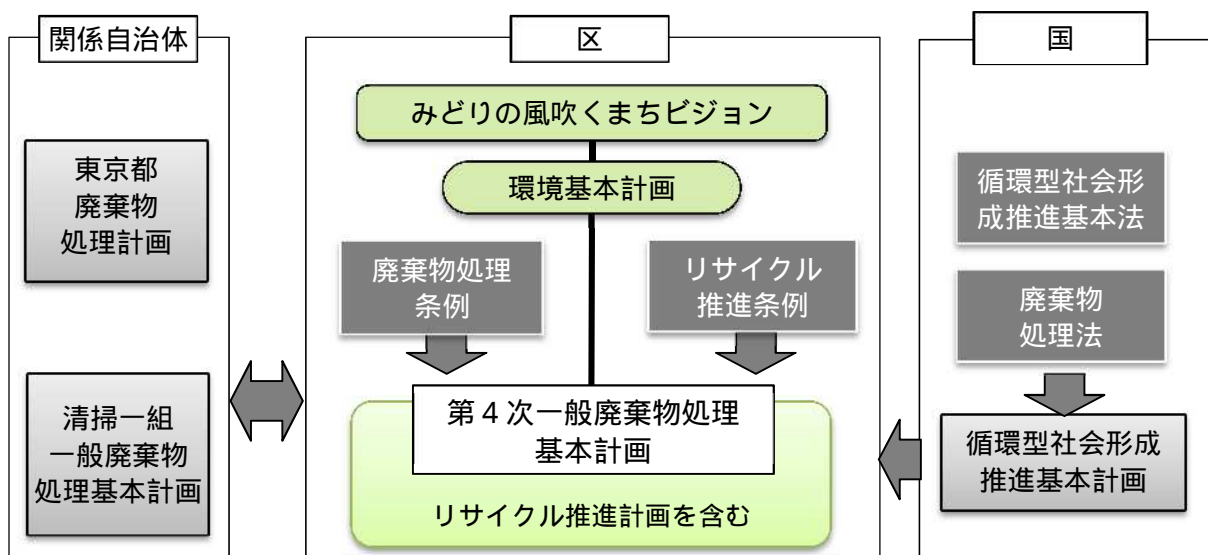 関係自治体
東京都
廃棄物
処理計画
清掃一組
一般廃棄物
処理基本計画
区
みどりの風吹くまちビジョン
環境基本計画
廃棄物処理
条例
リサイクル
推進条例
第４次一般廃棄物処理
基本計画
リサイクル推進計画を含む
国
循環型社会形
成推進基本法
廃棄物
処理法
循環型社会形成
推進基本計画